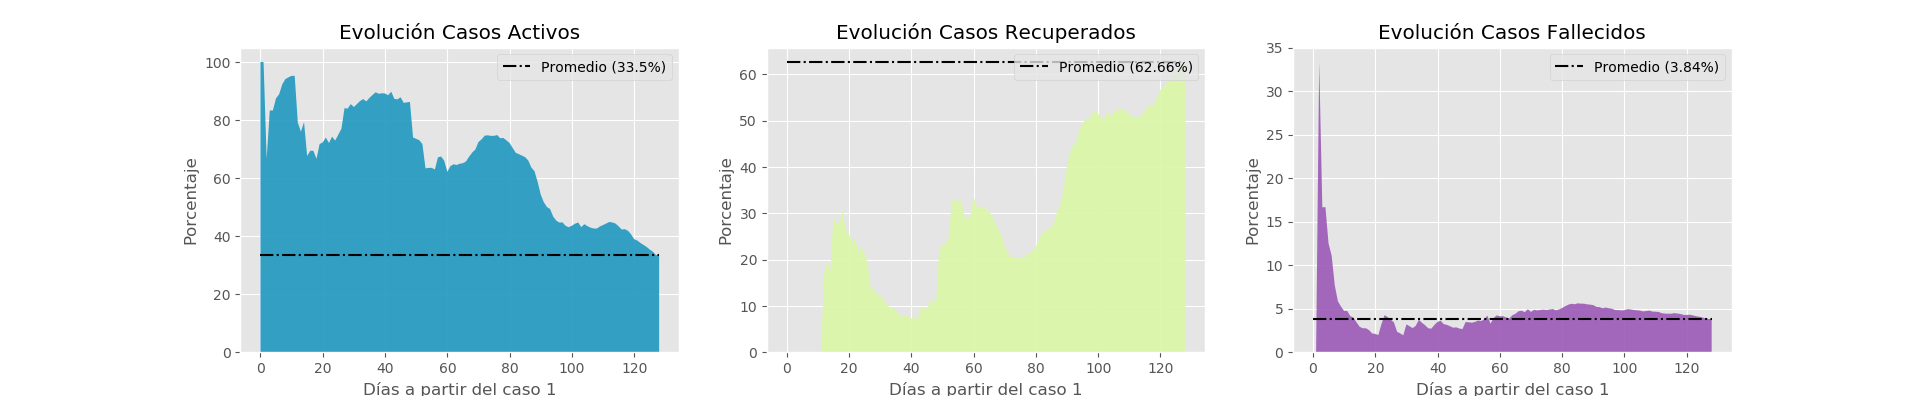 Evolución Casos Activos
Promedio (33.5%)
100
80
60
40
20
0
Porcentaje
0 20 40 60 80 100 120
Días a partir del caso 1
Evolución Casos Recuperados
Promedio (62.66%)
60
50
40
30
20
10
0
Porcentaje
0 20 40 60 80 100 120
Días a partir del caso 1
Evolución Casos Fallecidos
Promedio (3.84%)
35
30
25
20
15
10
5
0
Porcentaje
0 20 40 60 80 100 120
Días a partir del caso 1